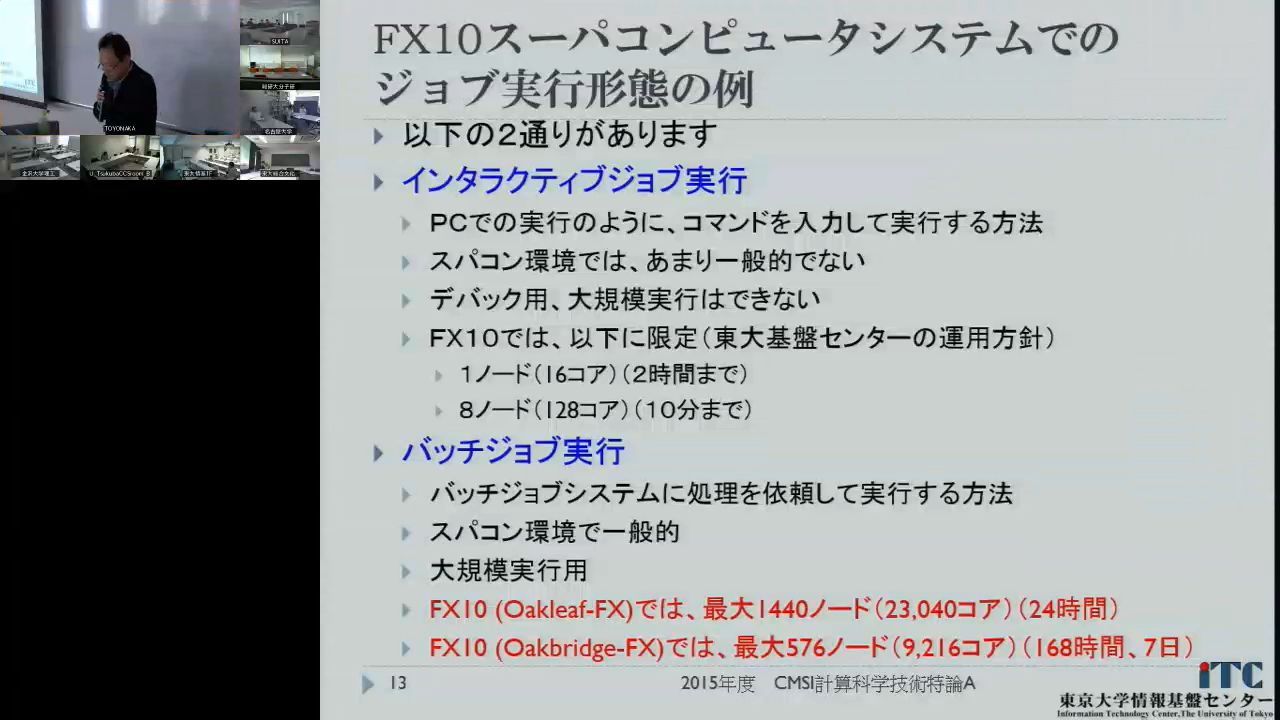 FX10スーパコンピュータシステムでの
ジョブ実行形態の例
以下の２通りがあります
インタラクティブジョブ実行
PCでの実行のように、コマンドを入力して実行する方法
スパコン環境では、あまり一般的でない
デバック用、大規模実行はできない
FX10では、以下に限定（東大基盤センターの運用方針）
1ノード（16コア）（２時間まで）
8ノード（128コア）（１０分まで）
バッチジョブ実行
バッチジョブシステムに処理を依頼して実行する方法
スパコン環境で一般的
大規模実行用
FX10 (Oakleaf-FX)では、最大1440ノード（23,040コア）（24時間）
FX10 (Oakbridge-FX)では、最大576ノード（9,216コア）（168時間、7日）
13
2015年度　CMSI計算科学技術特論A
ITC
東京大学情報基盤センター
Information Technology Center, The University of Tokyo
TOYONAKA
SUITA
名古屋大学
金沢大学理工
U_TsukubaCCSroom_B